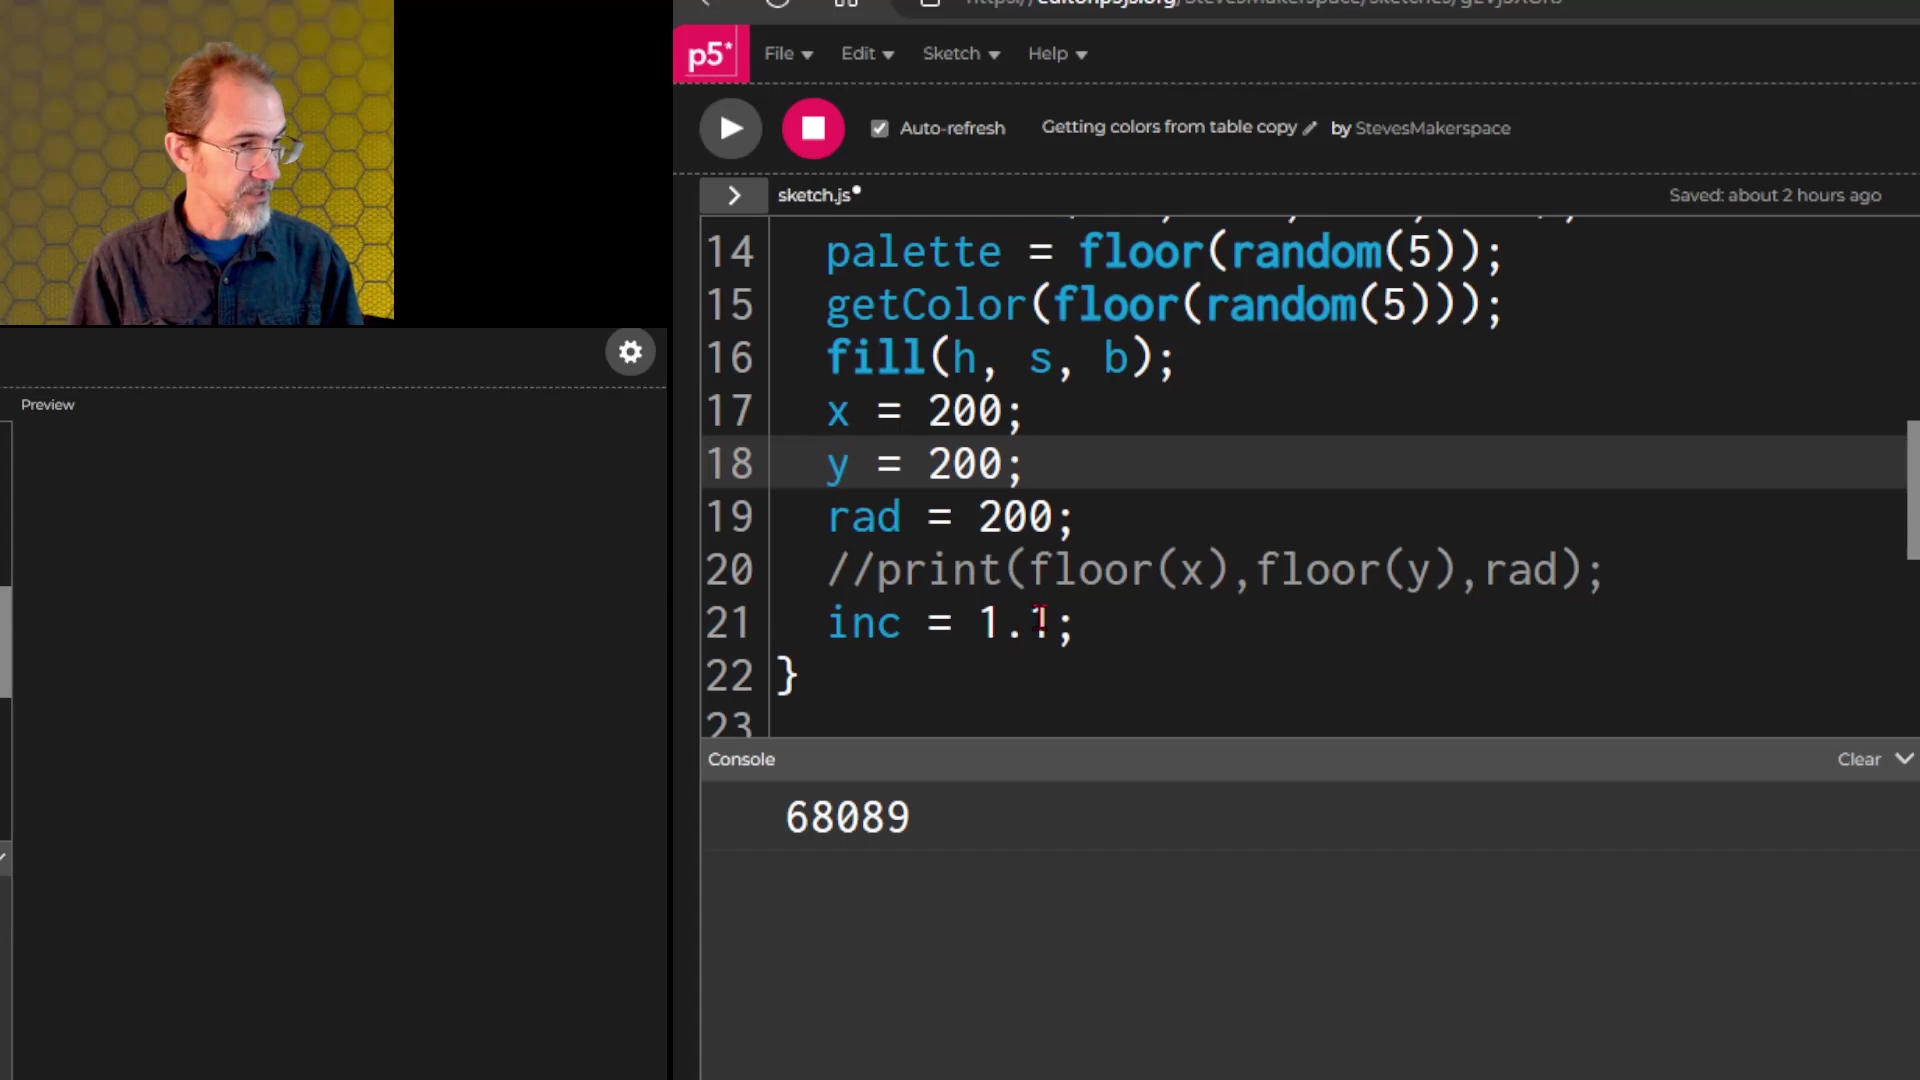 p5* File Edit Sketch Help
Auto-refresh Getting colors from table copy by StevesMakerspace
sketch.js Saved: about 2 hours ago
14 palette = floor(random(5));
15 getColor(floor(random(5)));
16 fill(h, s, b);
17 x = 200;
18 y = 200;
19 rad = 200;
20 //print(floor(x),floor(y),rad);
21 inc = 1.1;
22 }
23
Preview
Console Clear
68089